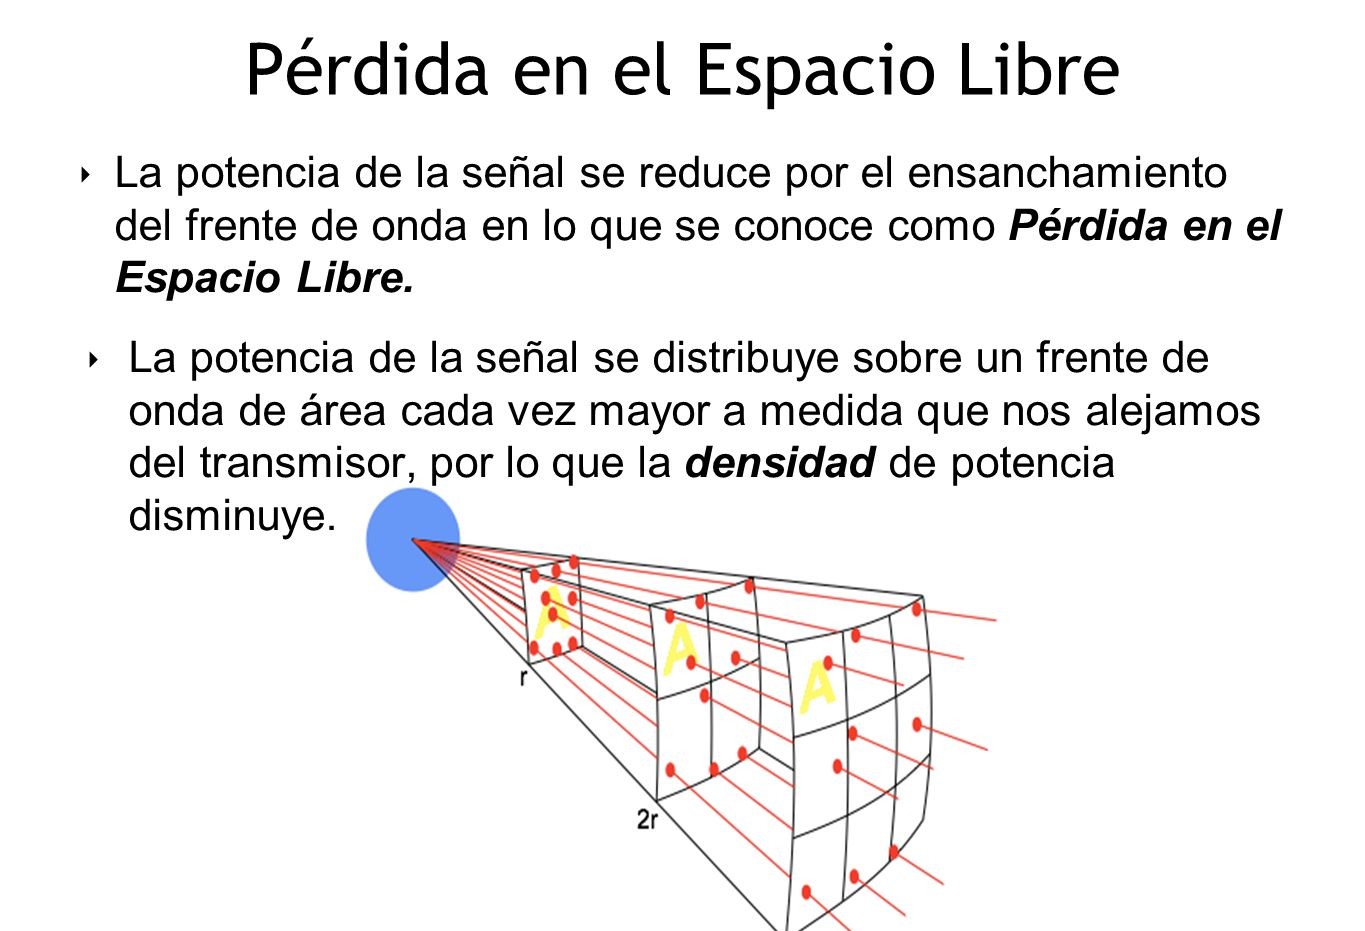 Pérdida en el Espacio Libre
‣ La potencia de la señal se reduce por el ensanchamiento
del frente de onda en lo que se conoce como Pérdida en el
Espacio Libre.
‣ La potencia de la señal se distribuye sobre un frente de
onda de área cada vez mayor a medida que nos alejamos
del transmisor, por lo que la densidad de potencia
disminuye.
A
A
A
r
2r